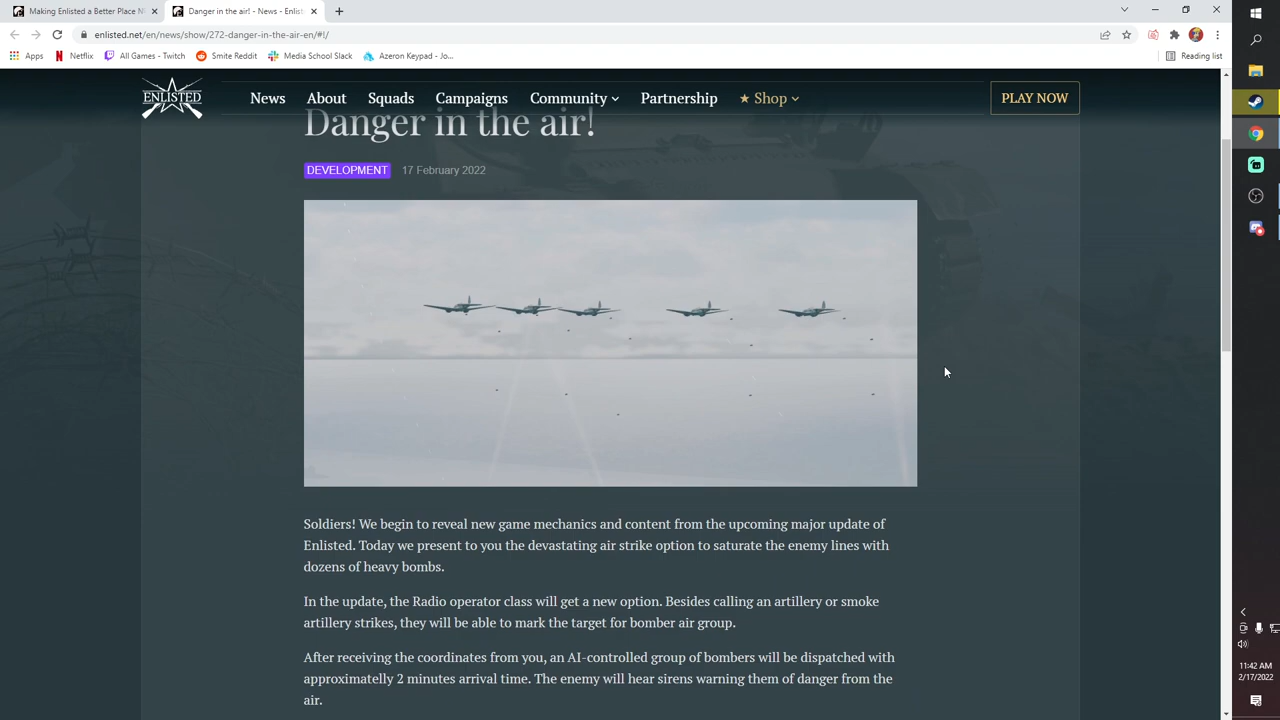 Making Enlisted a Better Place N
Danger in the air! - News - Enlist
enlisted.net/en/news/show/272-danger-in-the-air-en/#!/
Apps Netflix All Games - Twitch Smite Reddit Media School Slack Azeron Keypad - Jo... Reading list
ENLISTED News About Squads Campaigns Community Partnership ★ Shop PLAY NOW
Danger in the air!
DEVELOPMENT 17 February 2022
Soldiers! We begin to reveal new game mechanics and content from the upcoming major update of
Enlisted. Today we present to you the devastating air strike option to saturate the enemy lines with
dozens of heavy bombs.
In the update, the Radio operator class will get a new option. Besides calling an artillery or smoke
artillery strikes, they will be able to mark the target for bomber air group.
After receiving the coordinates from you, an AI-controlled group of bombers will be dispatched with
approximatelly 2 minutes arrival time. The enemy will hear sirens warning them of danger from the
air.
11:42 AM
2/17/2022